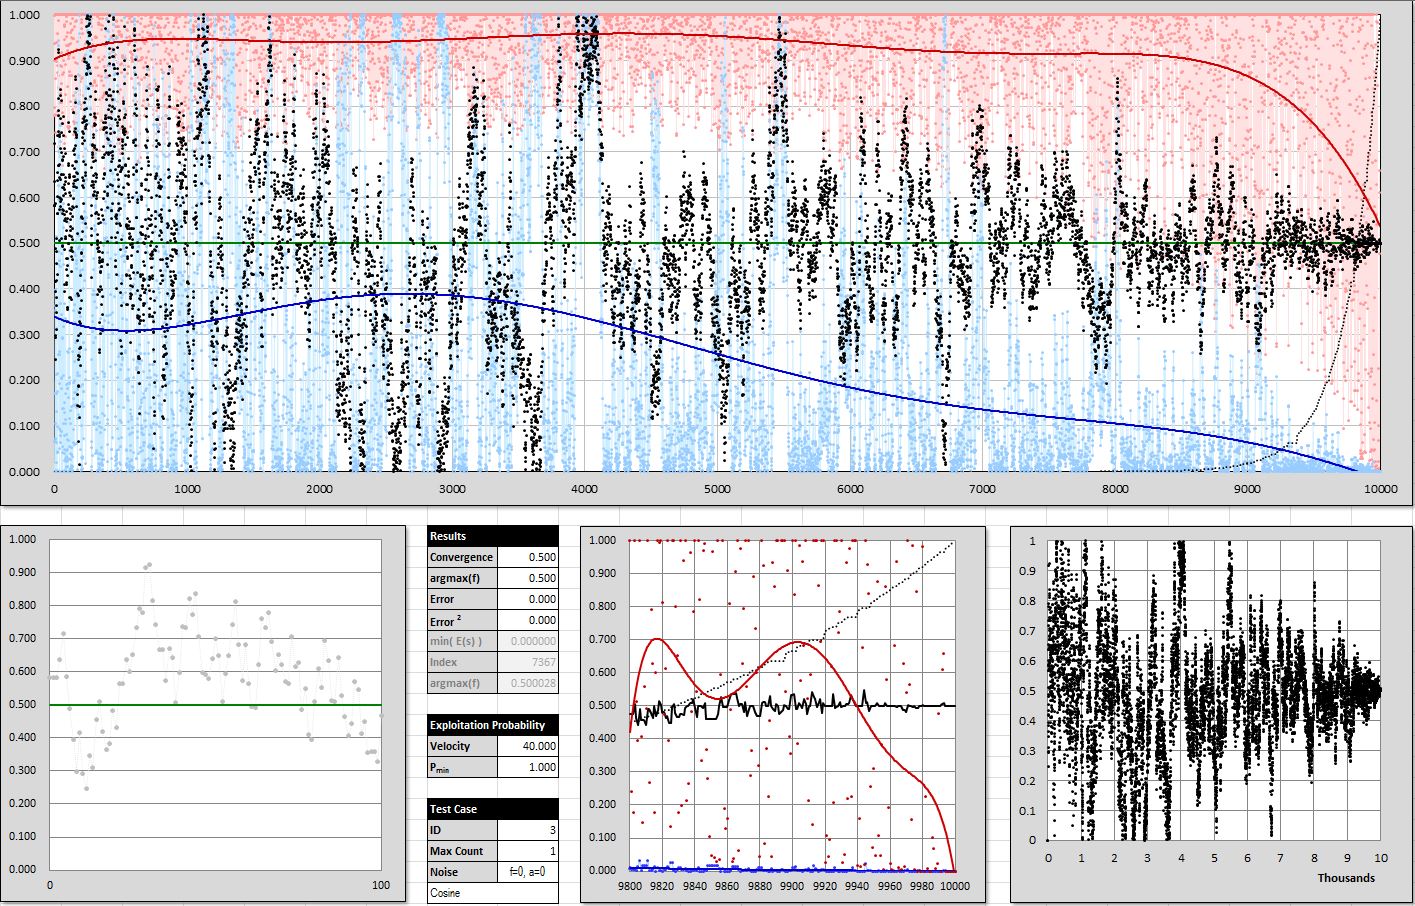 1.000
0.900
0.800
0.700
0.600
0.500
0.400
0.300
0.200
0.100
0.000
0 1000 2000 3000 4000 5000 6000 7000 8000 9000 10000
1.000
0.900
0.800
0.700
0.600
0.500
0.400
0.300
0.200
0.100
0.000
0 100
Results
Convergence 0.500
argmax(f) 0.500
Error 0.000
Error ² 0.000
min( E(s) ) 0.000000
Index 7367
argmax(f) 0.500028
Exploitation Probability
Velocity 40.000
Pmin 1.000
Test Case
ID 3
Max Count 1
Noise f=0, a=0
Cosine
1.000
0.900
0.800
0.700
0.600
0.500
0.400
0.300
0.200
0.100
0.000
9800 9820 9840 9860 9880 9900 9920 9940 9960 9980 10000
1
0.9
0.8
0.7
0.6
0.5
0.4
0.3
0.2
0.1
0
0 1 2 3 4 5 6 7 8 9 10
Thousands